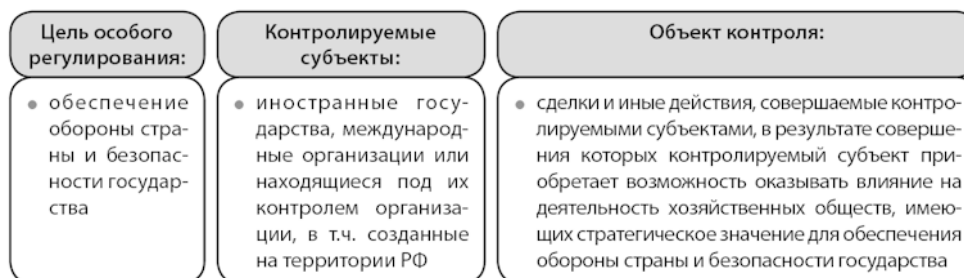 Цель особого
регулирования:
• обеспечение
обороны стра-
ны и безопас-
ности государ-
ства
Контролируемые
субъекты:
• иностранные госу-
дарства, международ-
ные организации или
находящиеся под их
контролем организа-
ции, в т.ч. созданные
на территории РФ
Объект контроля:
• сделки и иные действия, совершаемые контро-
лируемыми субъектами, в результате соверше-
ния которых контролируемый субъект при-
обретает возможность оказывать влияние на
деятельность хозяйственных обществ, имею-
щих стратегическое значение для обеспечения
обороны страны и безопасности государства